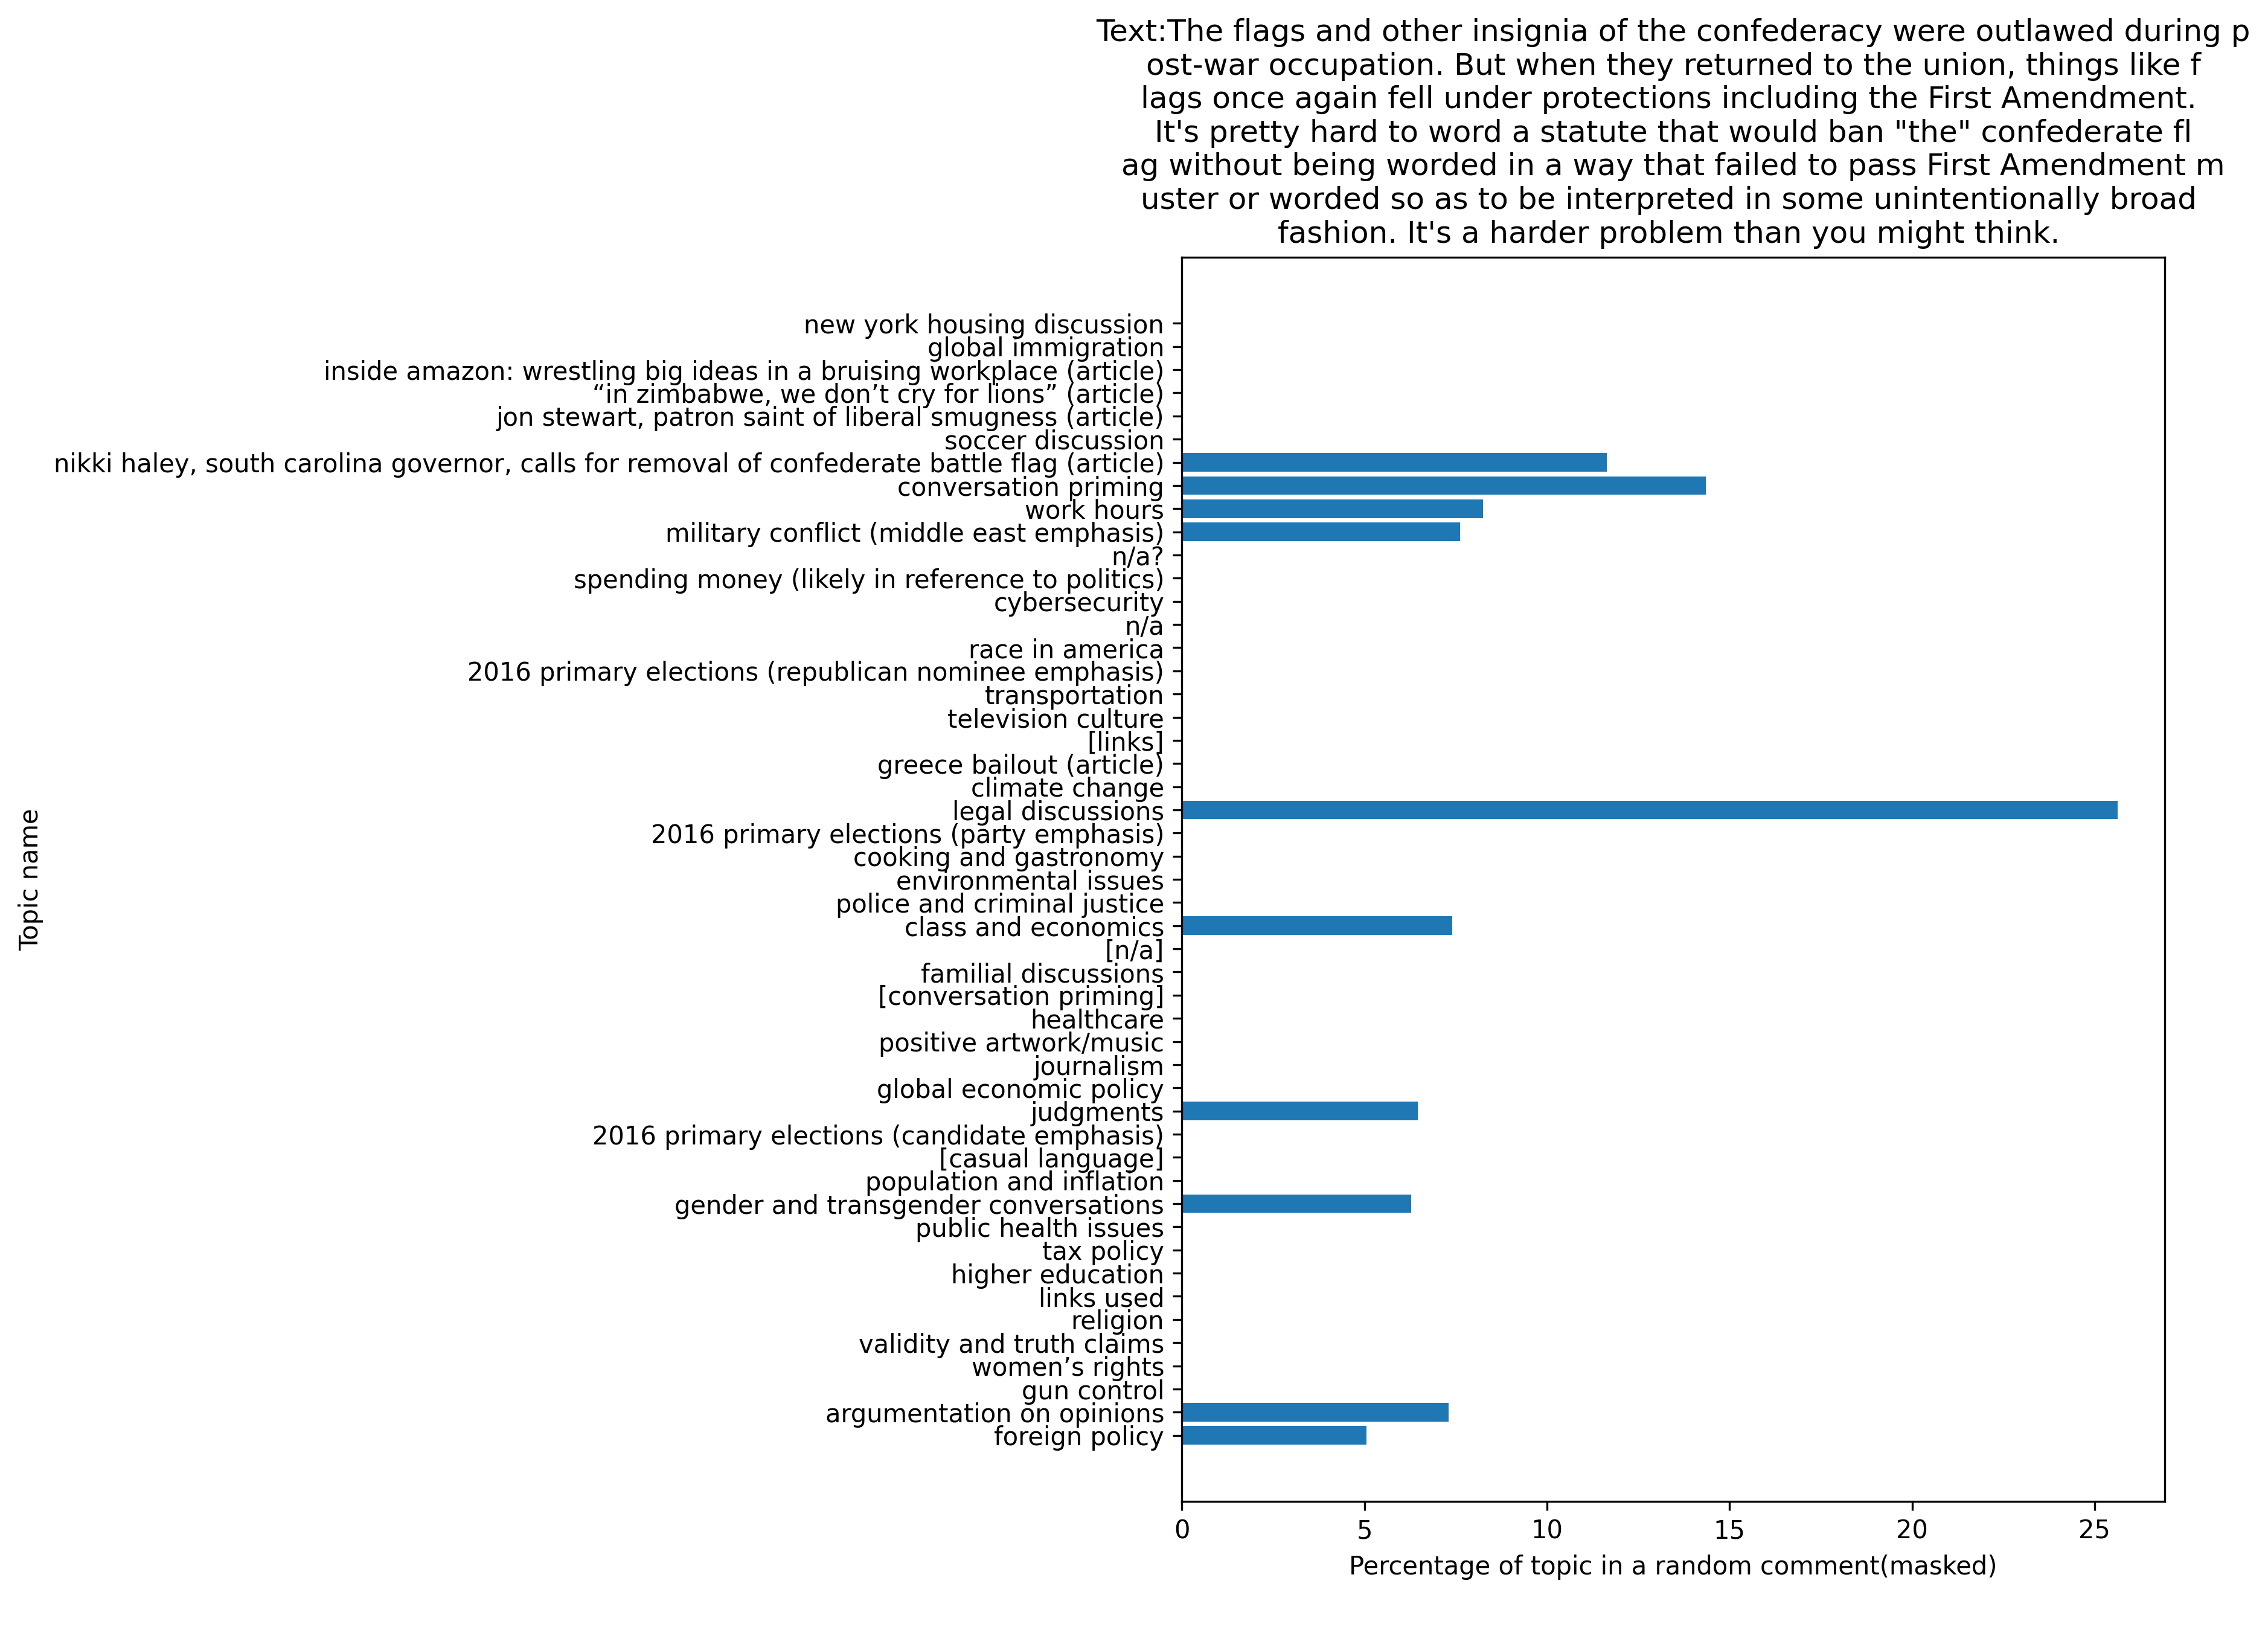 Text:The flags and other insignia of the confederacy were outlawed during p
ost-war occupation. But when they returned to the union, things like f
lags once again fell under protections including the First Amendment.
It's pretty hard to word a statute that would ban "the" confederate fl
ag without being worded in a way that failed to pass First Amendment m
uster or worded so as to be interpreted in some unintentionally broad
fashion. It's a harder problem than you might think.
new york housing discussion
global immigration
inside amazon: wrestling big ideas in a bruising workplace (article)
“in zimbabwe, we don’t cry for lions” (article)
jon stewart, patron saint of liberal smugness (article)
soccer discussion
nikki haley, south carolina governor, calls for removal of confederate battle flag (article)
conversation priming
work hours
military conflict (middle east emphasis)
n/a?
spending money (likely in reference to politics)
cybersecurity
n/a
race in america
2016 primary elections (republican nominee emphasis)
transportation
television culture
[links]
greece bailout (article)
climate change
legal discussions
2016 primary elections (party emphasis)
cooking and gastronomy
environmental issues
police and criminal justice
class and economics
[n/a]
familial discussions
[conversation priming]
healthcare
positive artwork/music
journalism
global economic policy
judgments
2016 primary elections (candidate emphasis)
[casual language]
population and inflation
gender and transgender conversations
public health issues
tax policy
higher education
links used
religion
validity and truth claims
women’s rights
gun control
argumentation on opinions
foreign policy
Topic name
0 5 10 15 20 25
Percentage of topic in a random comment(masked)